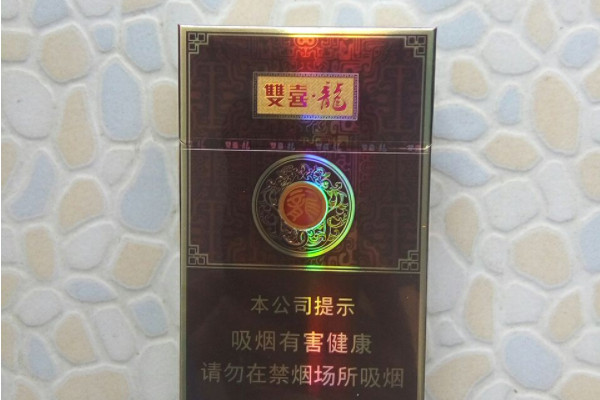 雙喜·龍
本公司提示
吸烟有害健康
请勿在禁烟场所吸烟